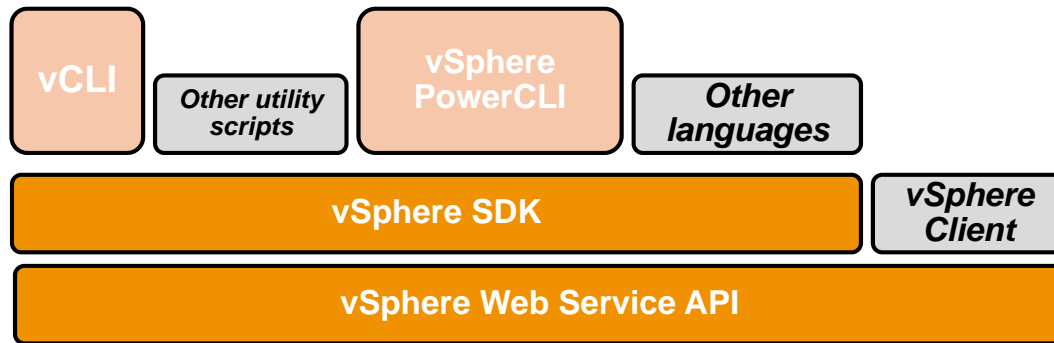 vCLI
Other utility
scripts
vSphere
PowerCLI
Other
languages
vSphere SDK
vSphere
Client
vSphere Web Service API